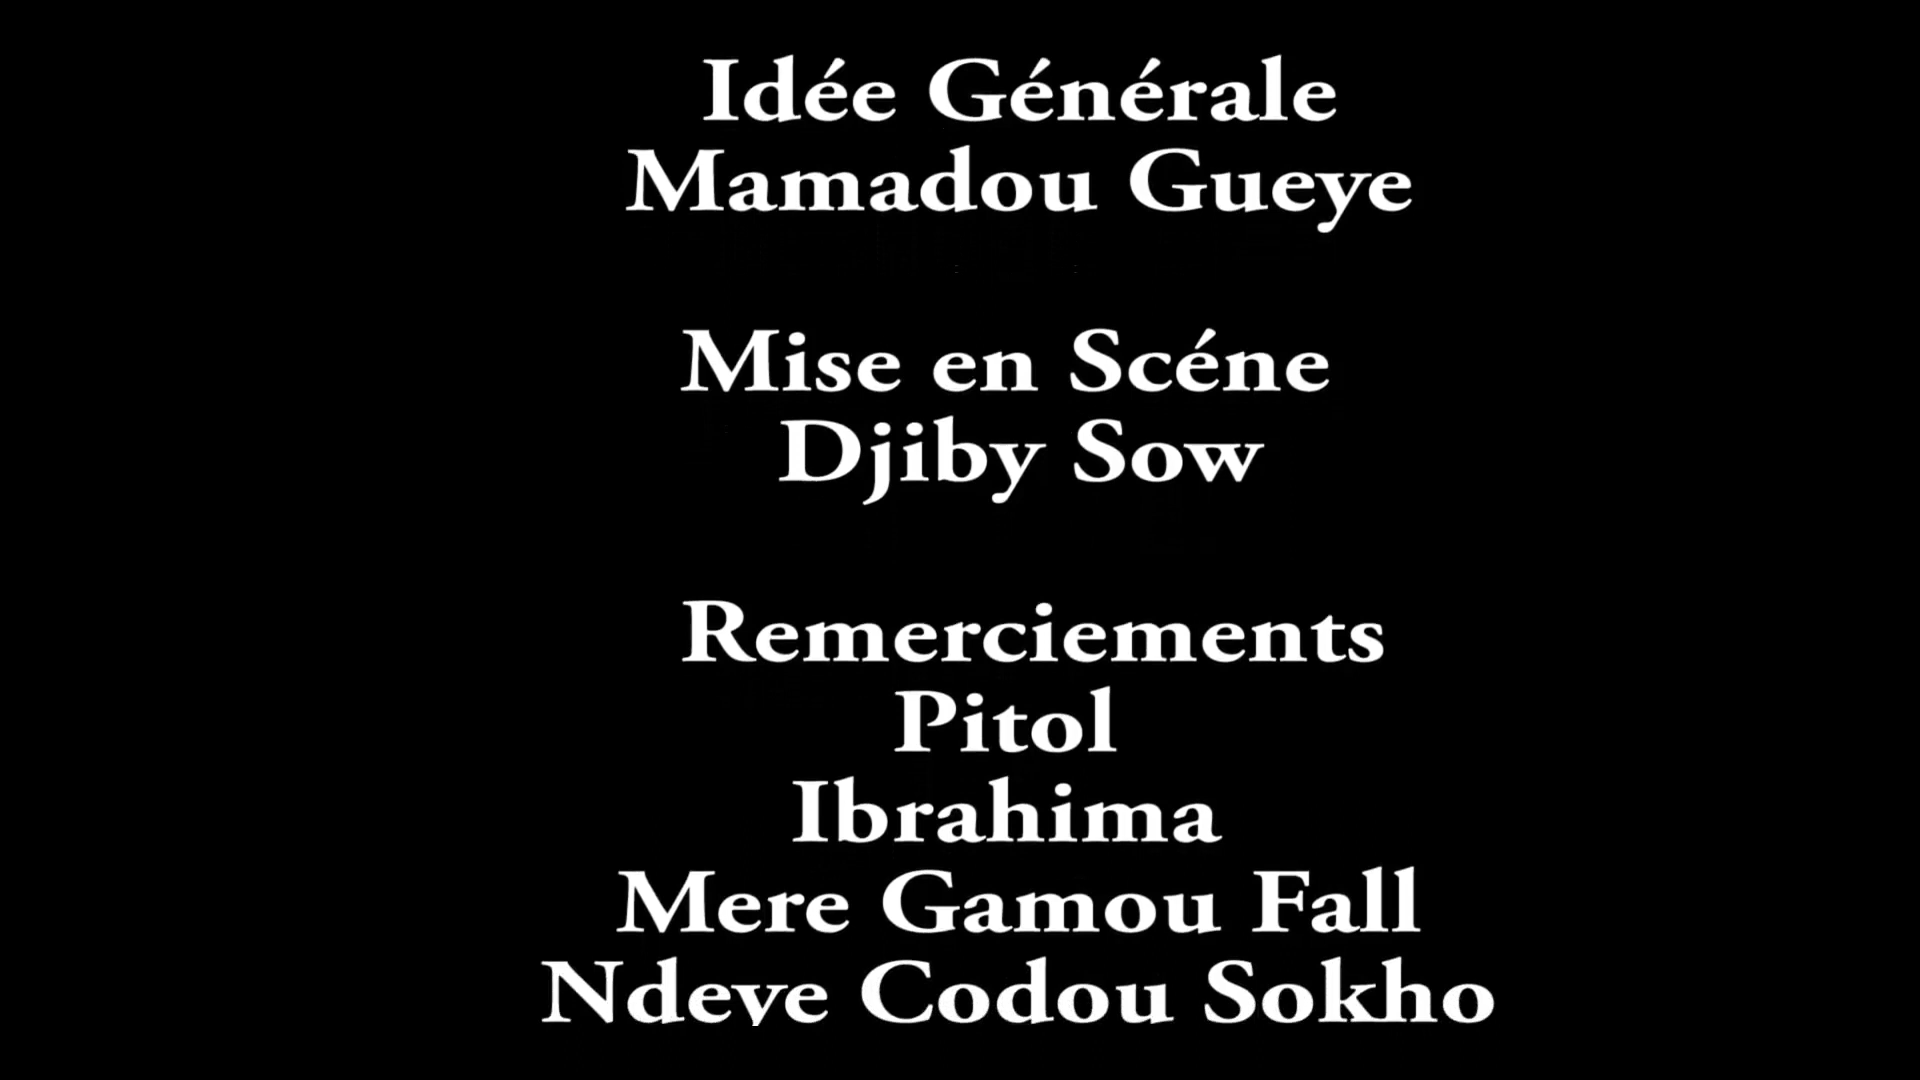 Idée Générale
Mamadou Gueye
Mise en Scéne
Djiby Sow
Remerciements
Pitol
Ibrahima
Mere Gamou Fall
Ndeye Codou Sokho